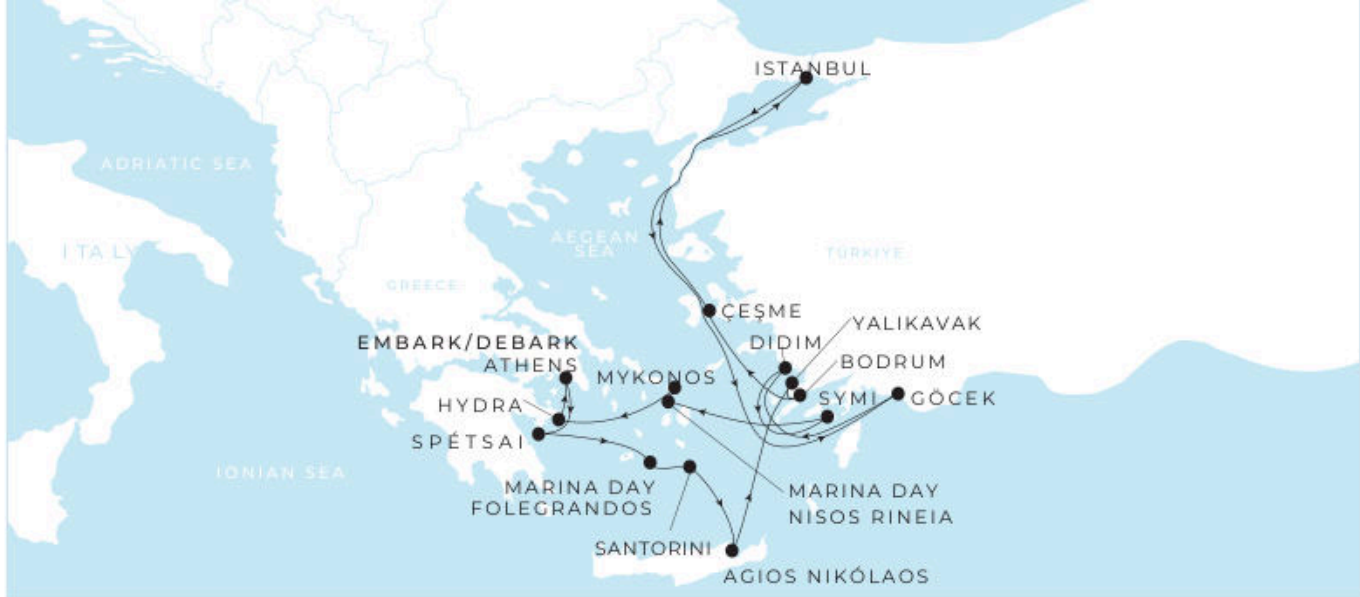 ISTANBUL
ADRIATIC SEA
ITALY
AEGEAN
SEA
TÜRKIYE
GREECE
ÇEŞME
YALIKAVAK
EMBARK/DEBARK
ATHENS
DIDIM
BODRUM
MYKONOS
SYMI
GÖCEK
HYDRA
SPÉTSAI
IONIAN SEA
MARINA DAY
FOLEGRANDOS
MARINA DAY
NISOS RINEIA
SANTORINI
AGIOS NIKÓLAOS